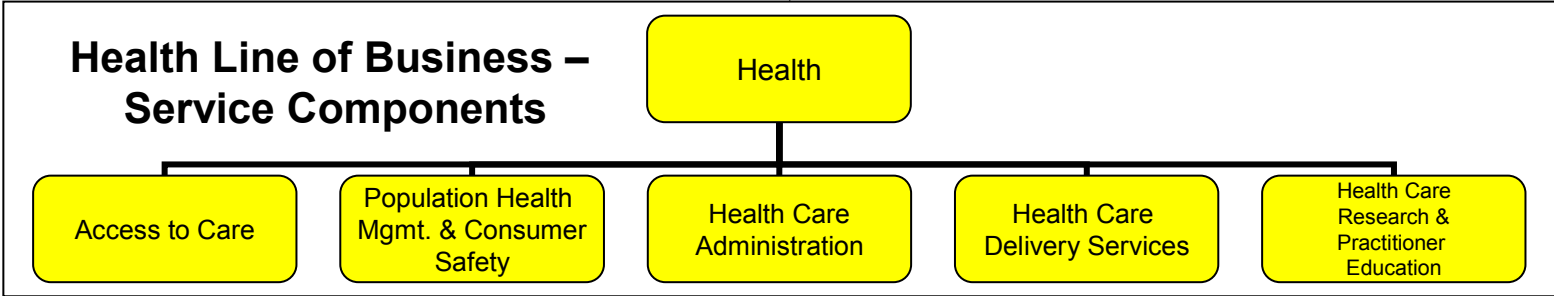 Health Line of Business –
Service Components
Health
Access to Care
Population Health
Mgmt. & Consumer
Safety
Health Care
Administration
Health Care
Delivery Services
Health Care
Research &
Practitioner
Education